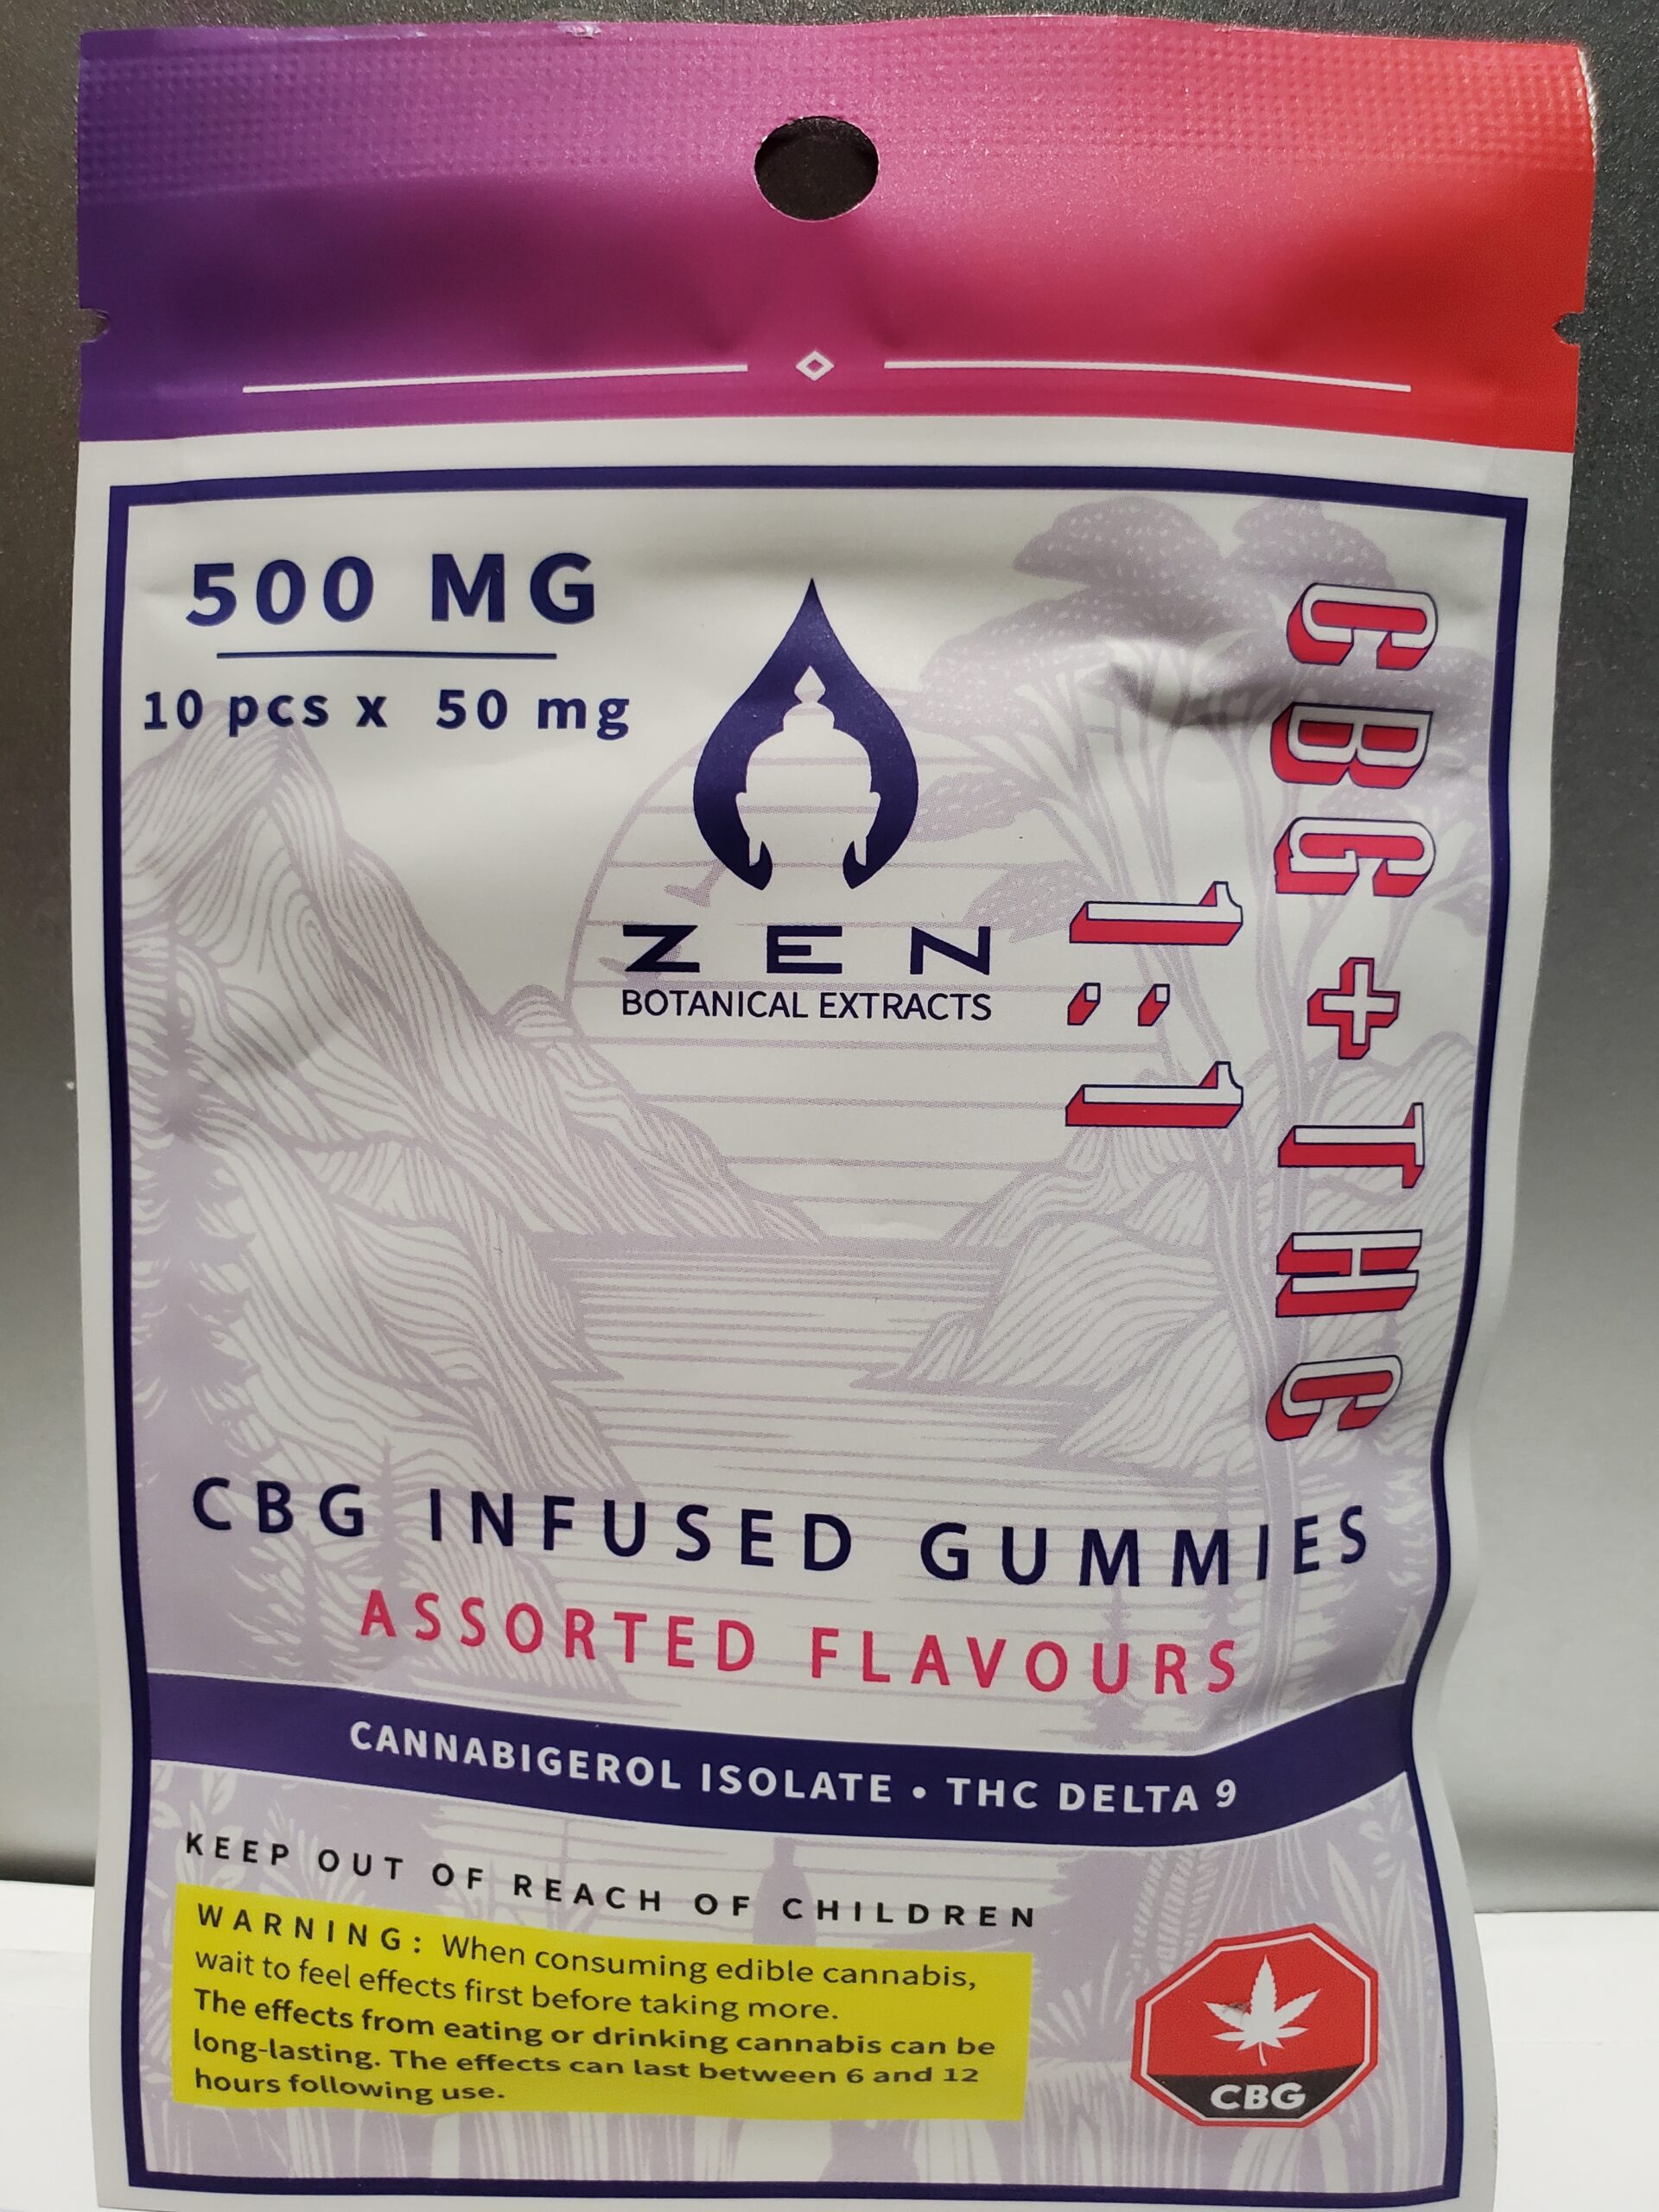 500 MG
10 pcs x 50 mg
ZEN
BOTANICAL EXTRACTS
CBG + THC
1:1
CBG INFUSED GUMMIES
ASSORTED FLAVOURS
CANNABIGEROL ISOLATE • THC DELTA 9
KEEP OUT OF REACH OF CHILDREN
WARNING: When consuming edible cannabis,
wait to feel effects first before taking more.
The effects from eating or drinking cannabis can be
long-lasting. The effects can last between 6 and 12
hours following use.
CBG